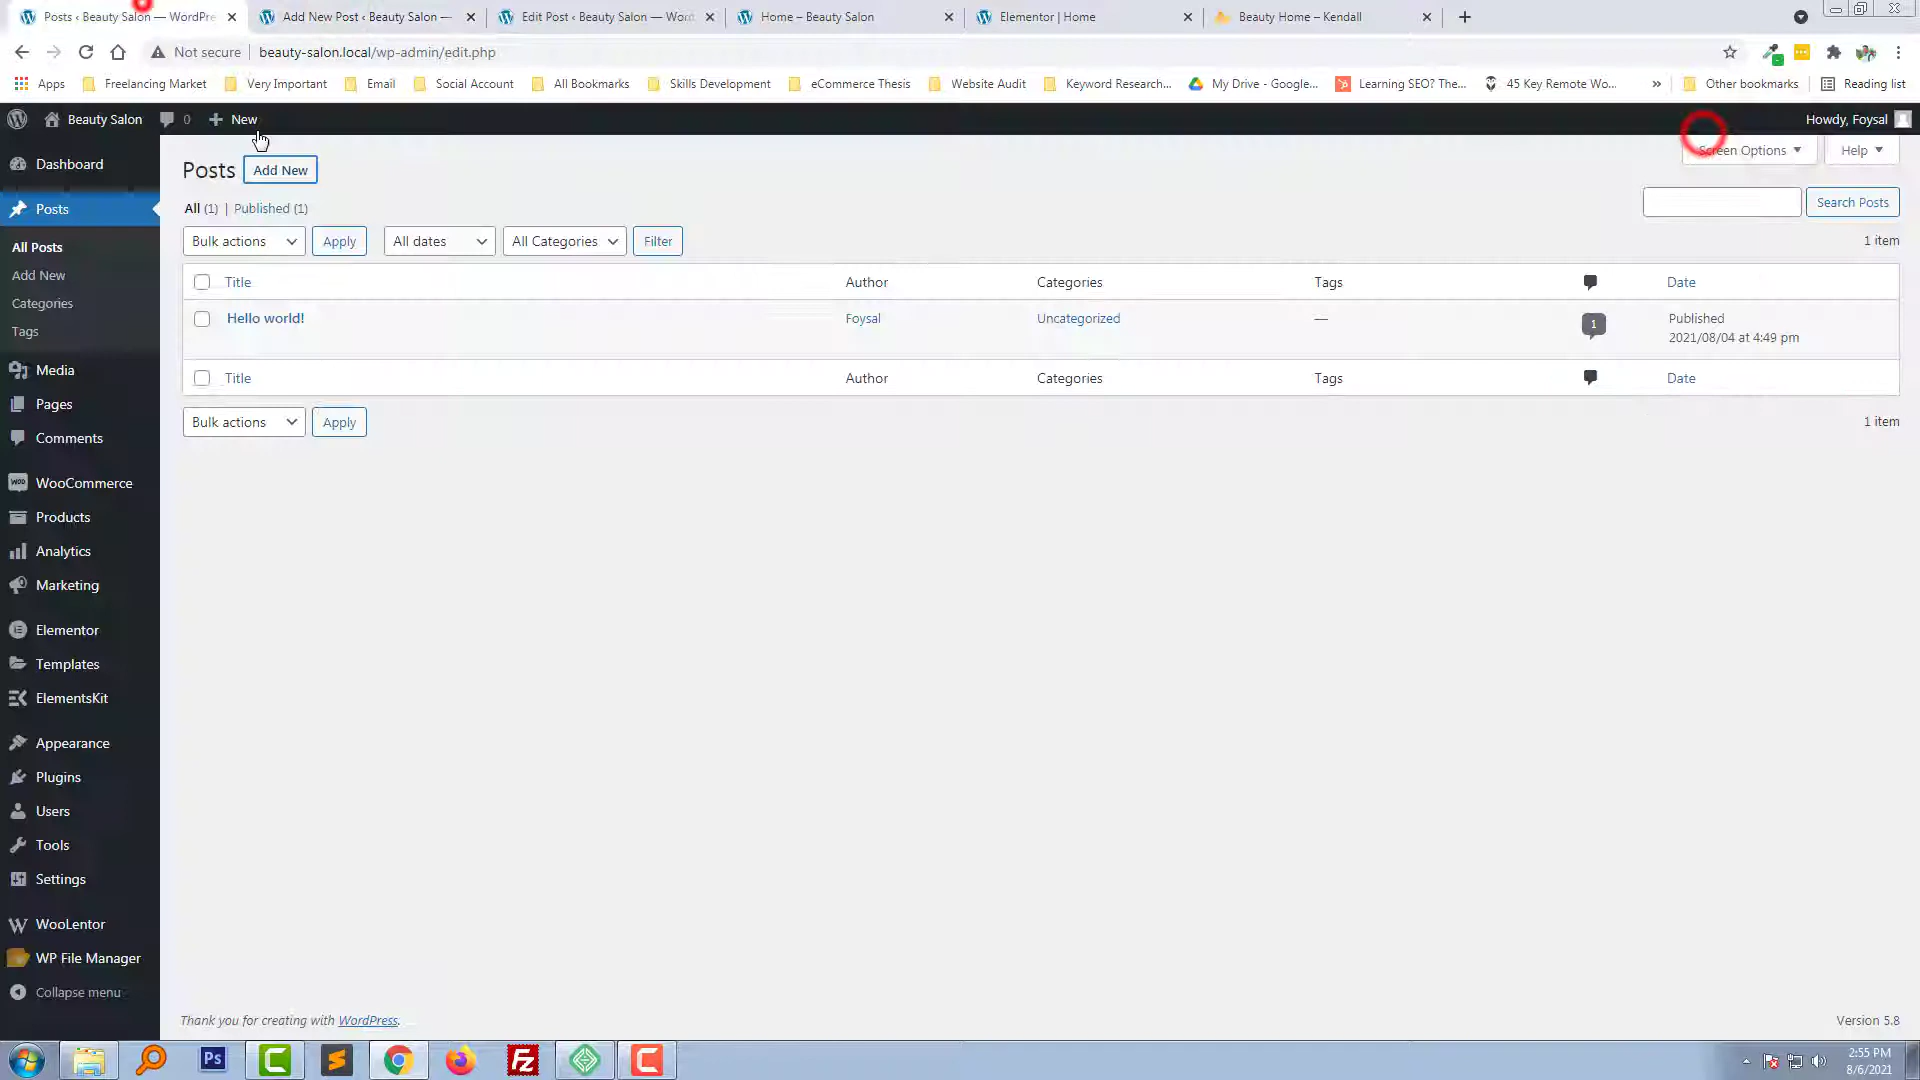 Posts ‹ Beauty Salon — WordPre
Add New Post ‹ Beauty Salon —
Edit Post ‹ Beauty Salon — Word
Home – Beauty Salon
Elementor | Home
Beauty Home – Kendall
Not secure
beauty-salon.local/wp-admin/edit.php
Apps
Freelancing Market
Very Important
Email
Social Account
All Bookmarks
Skills Development
eCommerce Thesis
Website Audit
Keyword Research...
My Drive - Google...
Learning SEO? The...
45 Key Remote Wo...
»
Other bookmarks
Reading list
Beauty Salon
0
New
Howdy, Foysal
Dashboard
Posts
All Posts
Add New
Categories
Tags
Media
Pages
Comments
WooCommerce
Products
Analytics
Marketing
Elementor
Templates
ElementsKit
Appearance
Plugins
Users
Tools
Settings
WooLentor
WP File Manager
Collapse menu
Posts
Add New
Screen Options
Help
All (1) | Published (1)
Search Posts
Bulk actions
Apply
All dates
All Categories
Filter
1 item
Title
Author
Categories
Tags
Date
Hello world!
Foysal
Uncategorized
—
1
Published
2021/08/04 at 4:49 pm
Title
Author
Categories
Tags
Date
Bulk actions
Apply
1 item
Thank you for creating with WordPress.
Version 5.8
Ps
Fz
2:55 PM
8/6/2021